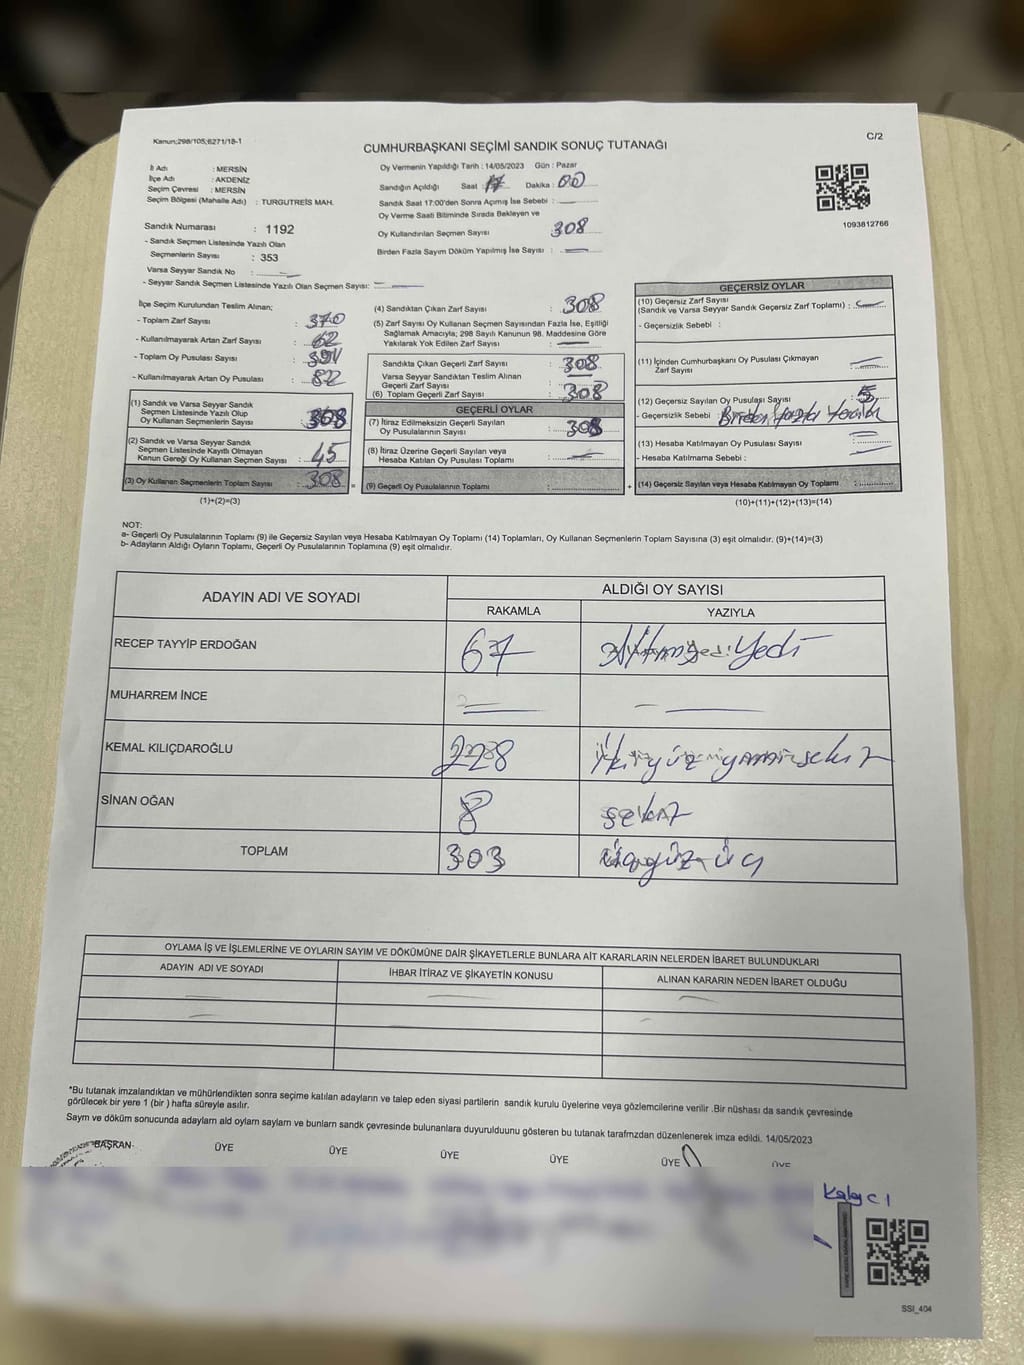 Kanun;298/105;6271/18-1
C/2
CUMHURBAŞKANI SEÇİMİ SANDIK SONUÇ TUTANAĞI
İl Adı : MERSİN
İlçe Adı : AKDENİZ
Seçim Çevresi : MERSİN
Seçim Bölgesi (Mahalle Adı) : TURGUTREİS MAH.
Oy Vermenin Yapıldığı Tarih : 14/05/2023 Gün : Pazar
Sandığın Açıldığı Saat : 17 Dakika : 00
Sandık Saat 17:00'den Sonra Açılmış İse Sebebi :
Oy Verme Saati Bitiminde Sırada Bekleyen ve
Oy Kullandırılan Seçmen Sayısı 308
Birden Fazla Sayım Döküm Yapılmış İse Sayısı :
1093812766
Sandık Numarası : 1192
- Sandık Seçmen Listesinde Yazılı Olan
Seçmenlerin Sayısı : 353
Varsa Seyyar Sandık No :
- Seyyar Sandık Seçmen Listesinde Yazılı Olan Seçmen Sayısı:
İlçe Seçim Kurulundan Teslim Alınan;
- Toplam Zarf Sayısı : 370
- Kullanılmayarak Artan Zarf Sayısı : 62
- Toplam Oy Pusulası Sayısı :
- Kullanılmayarak Artan Oy Pusulası : 82
(1) Sandık ve Varsa Seyyar Sandık
Seçmen Listesinde Yazılı Olup
Oy Kullanan Seçmenlerin Sayısı 308
(2) Sandık ve Varsa Seyyar Sandık
Seçmen Listesinde Kayıtlı Olmayan
Kanun Gereği Oy Kullanan Seçmen Sayısı : 45
(3) Oy Kullanan Seçmenlerin Toplam Sayısı : 308 =
(1)+(2)=(3)
(4) Sandıktan Çıkan Zarf Sayısı : 308
(5) Zarf Sayısı Oy Kullanan Seçmen Sayısından Fazla İse, Eşitliği
Sağlamak Amacıyla; 298 Sayılı Kanunun 98. Maddesine Göre
Yakılarak Yok Edilen Zarf Sayısı :
Sandıkta Çıkan Geçerli Zarf Sayısı : 308
Varsa Seyyar Sandıktan Teslim Alınan
Geçerli Zarf Sayısı :
(6) Toplam Geçerli Zarf Sayısı : 308
GEÇERLİ OYLAR
(7) İtiraz Edilmeksizin Geçerli Sayılan
Oy Pusulalarının Sayısı : 308
(8) İtiraz Üzerine Geçerli Sayılan veya
Hesaba Katılan Oy Pusulası Toplamı :
(9) Geçerli Oy Pusulalarının Toplamı : +
GEÇERSİZ OYLAR
(10) Geçersiz Zarf Sayısı
(Sandık ve Varsa Seyyar Sandık Geçersiz Zarf Toplamı) :
- Geçersizlik Sebebi :
(11) İçinden Cumhurbaşkanı Oy Pusulası Çıkmayan
Zarf Sayısı :
(12) Geçersiz Sayılan Oy Pusulası Sayısı : 5
- Geçersizlik Sebebi : Birden fazla
(13) Hesaba Katılmayan Oy Pusulası Sayısı :
- Hesaba Katılmama Sebebi :
(14) Geçersiz Sayılan veya Hesaba Katılmayan Oy Toplamı :
(10)+(11)+(12)+(13)=(14)
NOT:
a- Geçerli Oy Pusulalarının Toplamı (9) ile Geçersiz Sayılan veya Hesaba Katılmayan Oy Toplamı (14) Toplamları, Oy Kullanan Seçmenlerin Toplam Sayısına (3) eşit olmalıdır. (9)+(14)=(3)
b- Adayların Aldığı Oyların Toplamı, Geçerli Oy Pusulalarının Toplamına (9) eşit olmalıdır.
ADAYIN ADI VE SOYADI
ALDIĞI OY SAYISI
RAKAMLA YAZIYLA
RECEP TAYYİP ERDOĞAN 67 Altmış Yedi
MUHARREM İNCE
KEMAL KILIÇDAROĞLU 228 ikiyüzyirmisekiz
SİNAN OĞAN 8 sekiz
TOPLAM 303 üçyüz üç
OYLAMA İŞ VE İŞLEMLERİNE VE OYLARIN SAYIM VE DÖKÜMÜNE DAİR ŞİKAYETLERLE BUNLARA AİT KARARLARIN NELERDEN İBARET BULUNDUKLARI
ADAYIN ADI VE SOYADI İHBAR İTİRAZ VE ŞİKAYETİN KONUSU ALINAN KARARIN NEDEN İBARET OLDUĞU
*Bu tutanak imzalandıktan ve mühürlendikten sonra seçime katılan adayların ve talep eden siyasi partilerin sandık kurulu üyelerine veya gözlemcilerine verilir .Bir nüshası da sandık çevresinde
görülecek bir yere 1 (bir ) hafta süreyle asılır.
Saym ve döküm sonucunda adaylarn ald oylarn saylarn ve bunlarn sandk çevresinde bulunanlara duyurulduunu gösteren bu tutanak tarafmzdan düzenlenerek imza edildi. 14/05/2023
BAŞKAN ÜYE ÜYE ÜYE ÜYE ÜYE ÜYE
Kalaycı
SSI_404